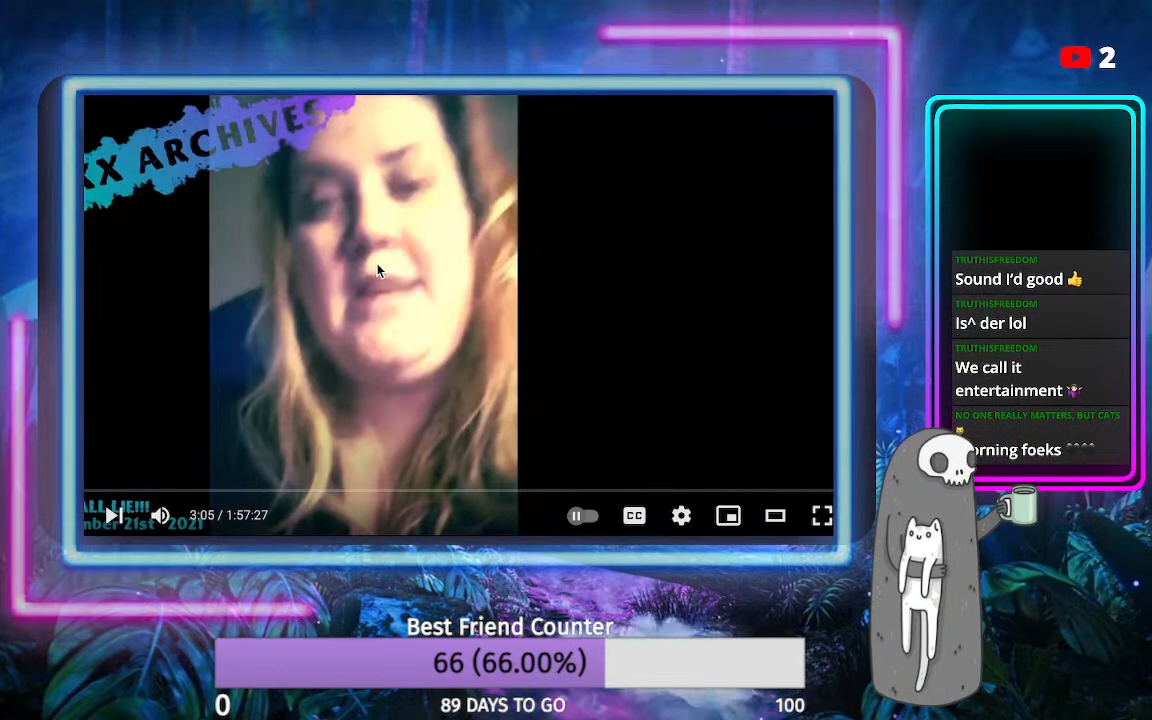 2
XX ARCHIVES
TRUTHISFREEDOM
Sound I’d good 👍
TRUTHISFREEDOM
Is^ der lol
TRUTHISFREEDOM
We call it
entertainment 🤷‍♀️
NO ONE REALLY MATTERS, BUT CATS
orning foeks
ALL LIE!!!
mber 21st 2021
3:05 / 1:57:27
CC
Best Friend Counter
66 (66.00%)
0
89 DAYS TO GO
100